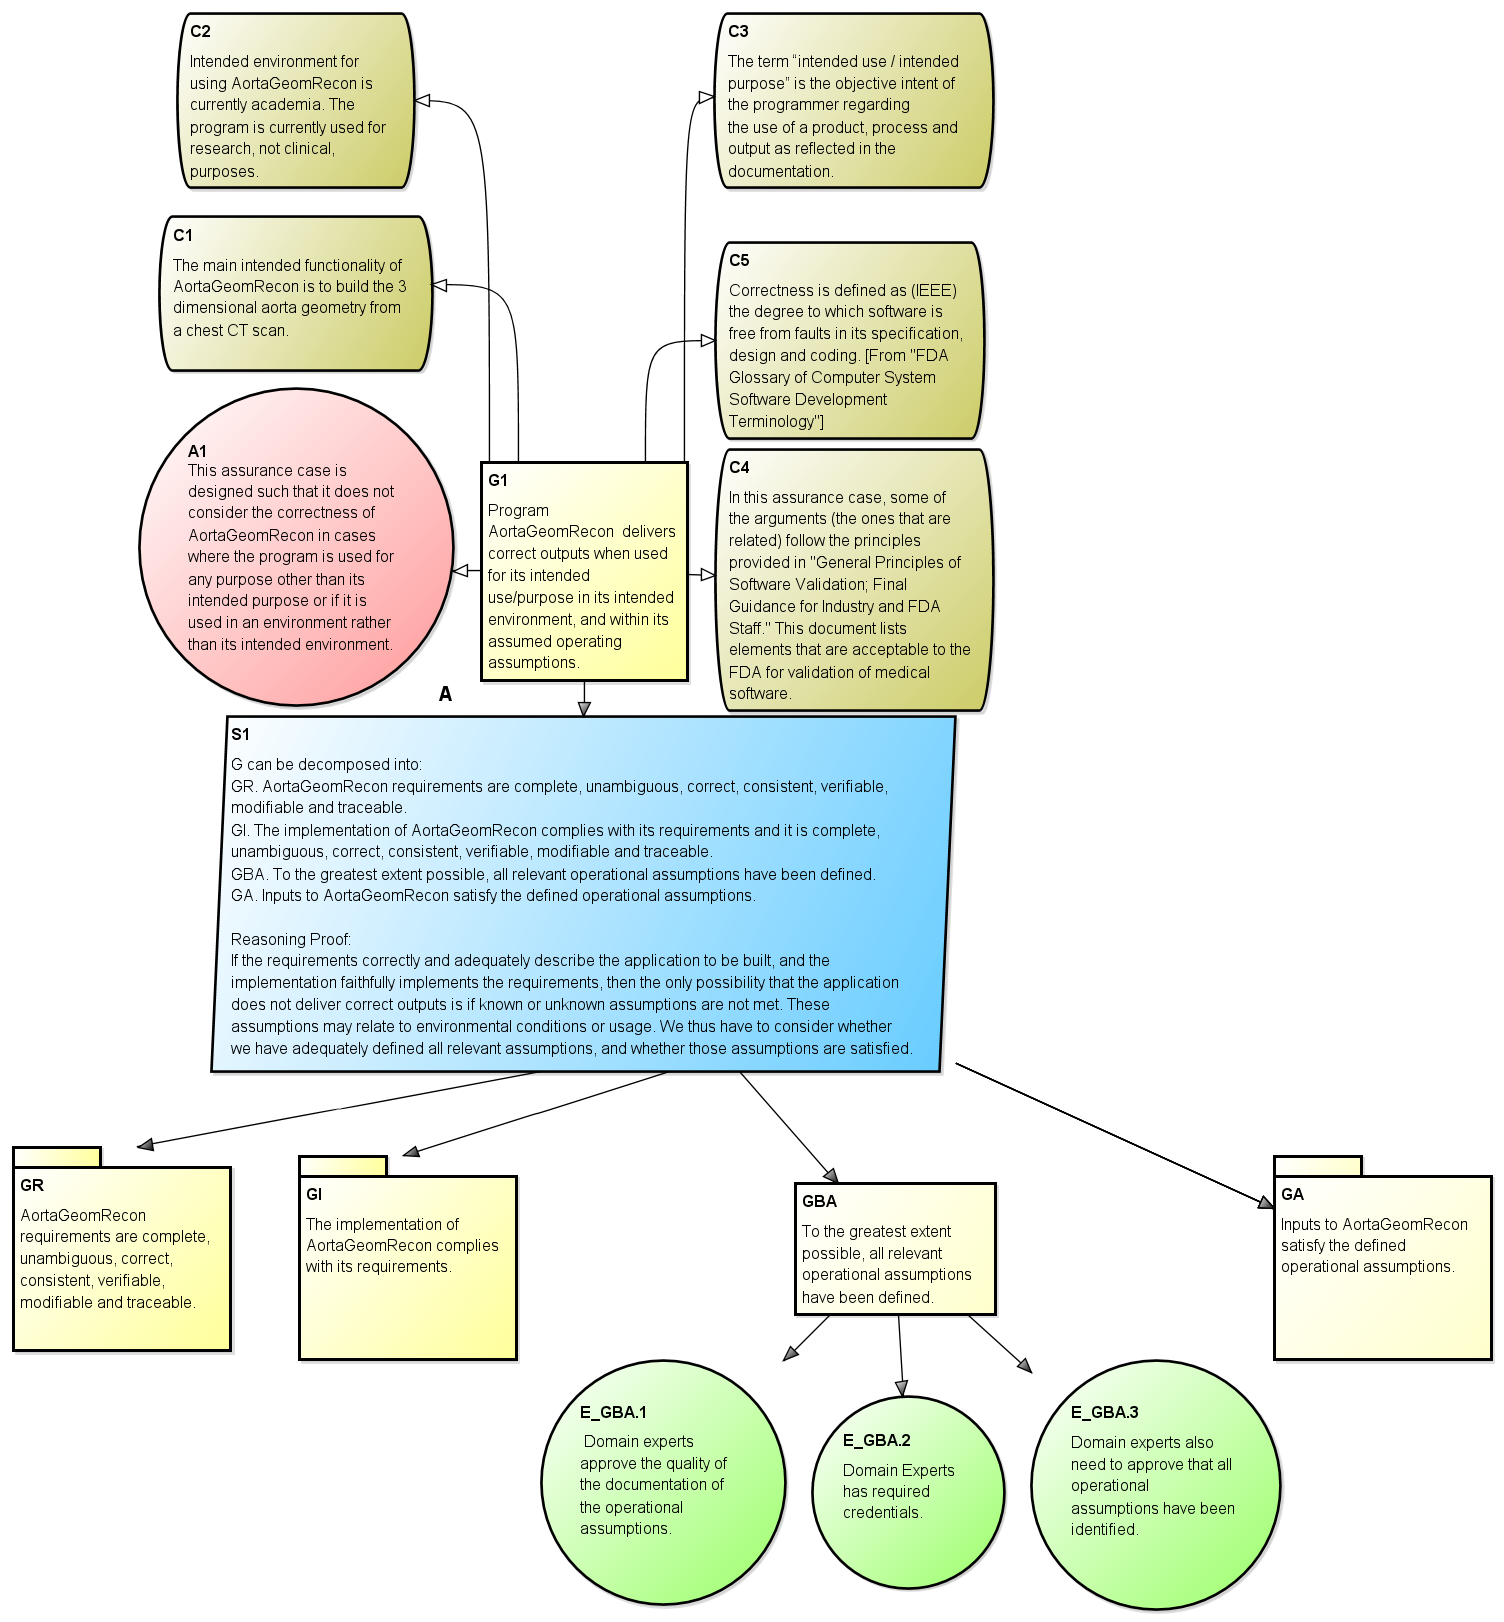 C2
Intended environment for
using AortaGeomRecon is
currently academia. The
program is currently used for
research, not clinical,
purposes.
C3
The term “intended use / intended
purpose” is the objective intent of
the programmer regarding
the use of a product, process and
output as reflected in the
documentation.
C1
The main intended functionality of
AortaGeomRecon is to build the 3
dimensional aorta geometry from
a chest CT scan.
C5
Correctness is defined as (IEEE)
the degree to which software is
free from faults in its specification,
design and coding. [From "FDA
Glossary of Computer System
Software Development
Terminology"]
A1
This assurance case is
designed such that it does not
consider the correctness of
AortaGeomRecon in cases
where the program is used for
any purpose other than its
intended purpose or if it is
used in an environment rather
than its intended environment.
A
G1
Program
AortaGeomRecon  delivers
correct outputs when used
for its intended
use/purpose in its intended
environment, and within its
assumed operating
assumptions.
C4
In this assurance case, some of
the arguments (the ones that are
related) follow the principles
provided in "General Principles of
Software Validation; Final
Guidance for Industry and FDA
Staff." This document lists
elements that are acceptable to the
FDA for validation of medical
software.
S1
G can be decomposed into:
GR. AortaGeomRecon requirements are complete, unambiguous, correct, consistent, verifiable,
modifiable and traceable.
GI. The implementation of AortaGeomRecon complies with its requirements and it is complete,
unambiguous, correct, consistent, verifiable, modifiable and traceable.
GBA. To the greatest extent possible, all relevant operational assumptions have been defined.
GA. Inputs to AortaGeomRecon satisfy the defined operational assumptions.
Reasoning Proof:
If the requirements correctly and adequately describe the application to be built, and the
implementation faithfully implements the requirements, then the only possibility that the application
does not deliver correct outputs is if known or unknown assumptions are not met. These
assumptions may relate to environmental conditions or usage. We thus have to consider whether
we have adequately defined all relevant assumptions, and whether those assumptions are satisfied.
GR
AortaGeomRecon
requirements are complete,
unambiguous, correct,
consistent, verifiable,
modifiable and traceable.
GI
The implementation of
AortaGeomRecon complies
with its requirements.
GBA
To the greatest extent
possible, all relevant
operational assumptions
have been defined.
GA
Inputs to AortaGeomRecon
satisfy the defined
operational assumptions.
E_GBA.1
Domain experts
approve the quality of
the documentation of
the operational
assumptions.
E_GBA.2
Domain Experts
has required
credentials.
E_GBA.3
Domain experts also
need to approve that all
operational
assumptions have been
identified.